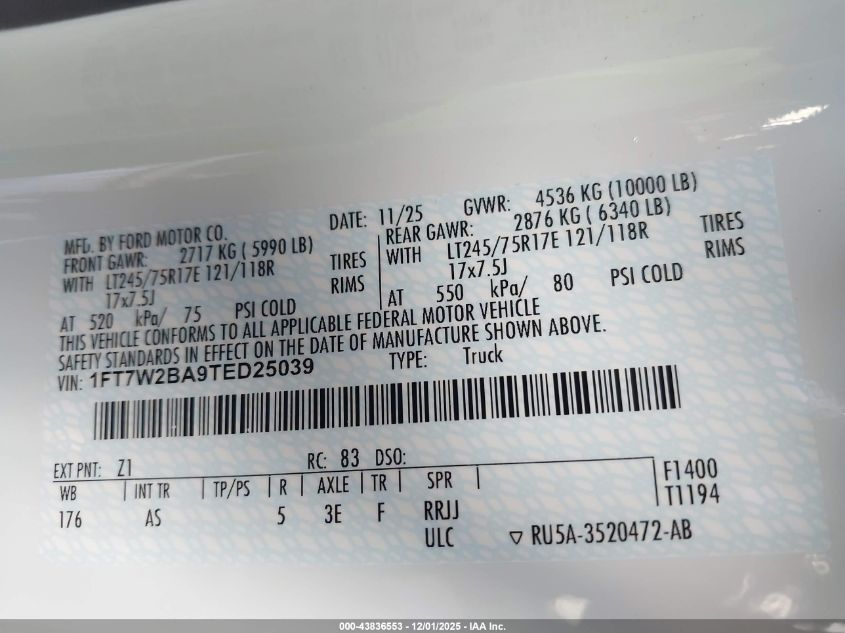 MFD. BY FORD MOTOR CO.
DATE: 11/25 GVWR: 4536 KG (10000 LB)
FRONT GAWR: 2717 KG ( 5990 LB)
REAR GAWR: 2876 KG ( 6340 LB)
WITH LT245/75R17E 121/118R TIRES
WITH LT245/75R17E 121/118R TIRES
17x7.5J RIMS
17x7.5J RIMS
AT 520 kPa/ 75 PSI COLD
AT 550 kPa/ 80 PSI COLD
THIS VEHICLE CONFORMS TO ALL APPLICABLE FEDERAL MOTOR VEHICLE
SAFETY STANDARDS IN EFFECT ON THE DATE OF MANUFACTURE SHOWN ABOVE.
VIN: 1FT7W2BA9TED25039 TYPE: Truck
EXT PNT: Z1 RC: 83 DSO:
WB INT TR TP/PS R AXLE TR SPR F1400
176 AS 5 3E F RRJJ T1194
ULC RU5A-3520472-AB
000-43836553 - 12/01/2025 - IAA Inc.